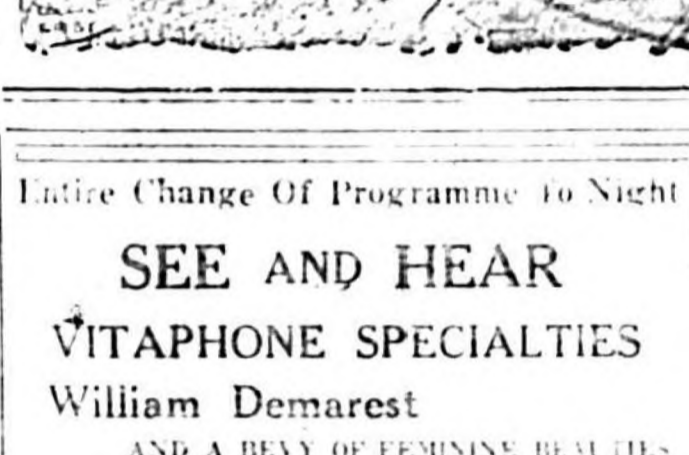 Entire Change Of Programme To Night
SEE AND HEAR
VITAPHONE SPECIALTIES
William Demarest
AND A BEVY OF FEMININE BEAUTIES